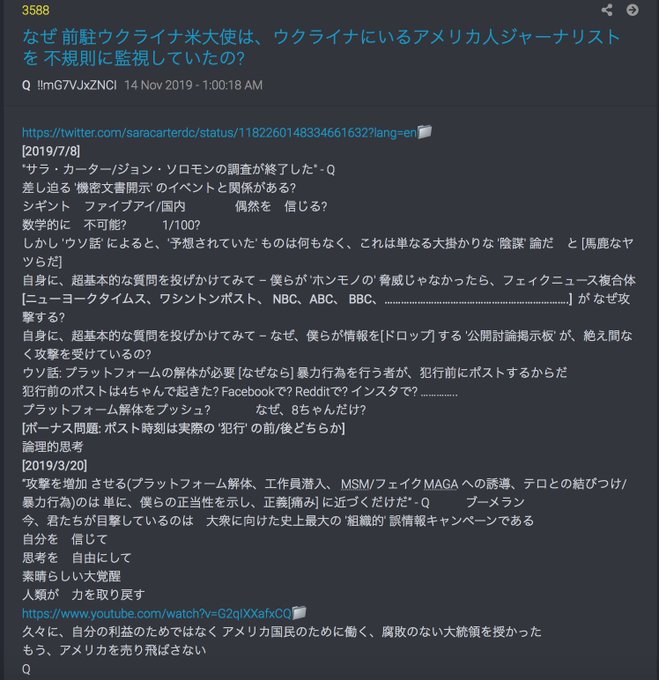 3588
なぜ 前駐ウクライナ米大使は、ウクライナにいるアメリカ人ジャーナリスト
を 不規則に監視していたの?
Q !!mG7VJxZNCI 14 Nov 2019 - 1:00:18 AM
https://twitter.com/saracarterdc/status/1182260148334661632?lang=en
[2019/7/8]
"サラ・カーター/ジョン・ソロモンの調査が終了した" - Q
差し迫る '機密文書開示' のイベントと関係がある?
シギント ファイブアイ/国内 偶然を 信じる?
数学的に 不可能? 1/100?
しかし 'ウソ話' によると、'予想されていた' ものは何もなく、これは単なる大掛かりな '陰謀' 論だ と [馬鹿なヤ
ツらだ]
自身に、超基本的な質問を投げかけてみて – 僕らが 'ホンモノの' 脅威じゃなかったら、フェィクニュース複合体
[ニューヨークタイムス、ワシントンポスト、 NBC、ABC、 BBC、…………………………………………………………….] が なぜ攻
撃する?
自身に、超基本的な質問を投げかけてみて – なぜ、僕らが情報を[ドロップ] する '公開討論掲示板' が、絶え間な
く攻撃を受けているの?
ウソ話: プラットフォームの解体が必要 [なぜなら] 暴力行為を行う者が、犯行前にポストするからだ
犯行前のポストは4ちゃんで起きた? Facebookで? Redditで? インスタで? …………..
プラットフォーム解体をプッシュ? なぜ、8ちゃんだけ?
[ボーナス問題: ポスト時刻は実際の '犯行' の前/後どちらか]
論理的思考
[2019/3/20]
“攻撃を増加 させる(プラットフォーム解体、工作員潜入、 MSM/フェイクMAGA への誘導、テロとの結びつけ/
暴力行為)のは 単に、僕らの正当性を示し、正義[痛み] に近づくだけだ” - Q ブーメラン
今、君たちが目撃しているのは 大衆に向けた史上最大の '組織的' 誤情報キャンペーンである
自分を 信じて
思考を 自由にして
素晴らしい大覚醒
人類が 力を取り戻す
https://www.youtube.com/watch?v=G2qIXXafxCQ
久々に、自分の利益のためではなく アメリカ国民のために働く、腐敗のない大統領を授かった
もう、アメリカを売り飛ばさない
Q